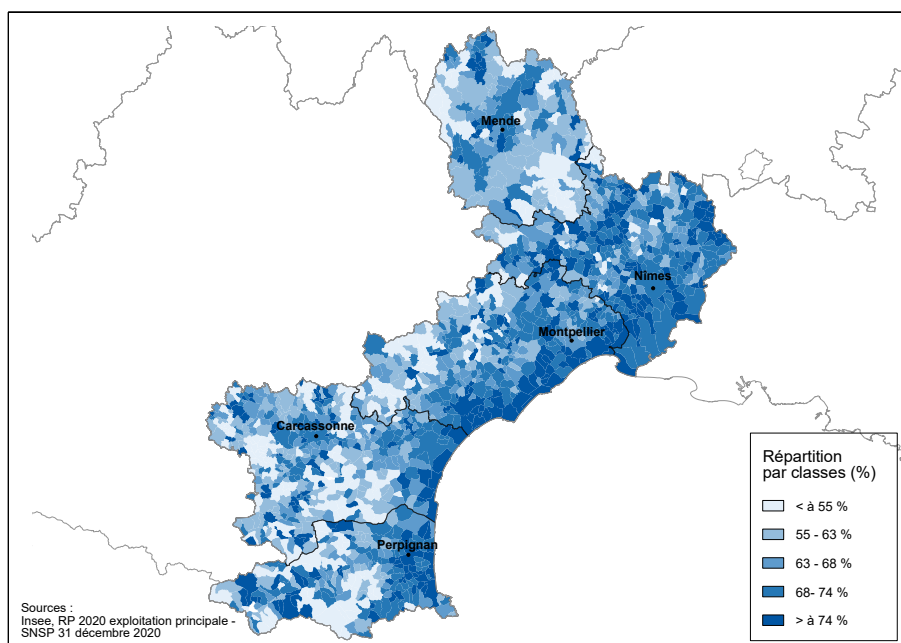 Mende
Nîmes
Montpellier
Carcassonne
Perpignan
Répartition
par classes (%)
< à 55 %
55 - 63 %
63 - 68 %
68-74 %
> à 74 %
Sources :
Insee, RP 2020 exploitation principale -
SNSP 31 décembre 2020